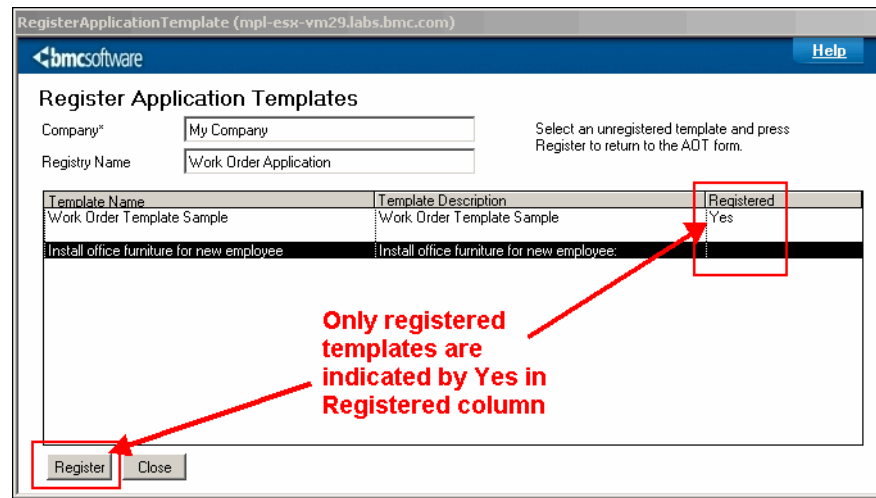 RegisterApplicationTemplate (mpl-esx-vm29.labs.bmc.com)
bmcsoftware
Help
Register Application Templates
Company* My Company
Select an unregistered template and press
Register to return to the AOT form.
Registry Name Work Order Application
Template Name Template Description Registered
Work Order Template Sample Work Order Template Sample Yes
Install office furniture for new employee Install office furniture for new employee:
Only registered
templates are
indicated by Yes in
Registered column
Register Close